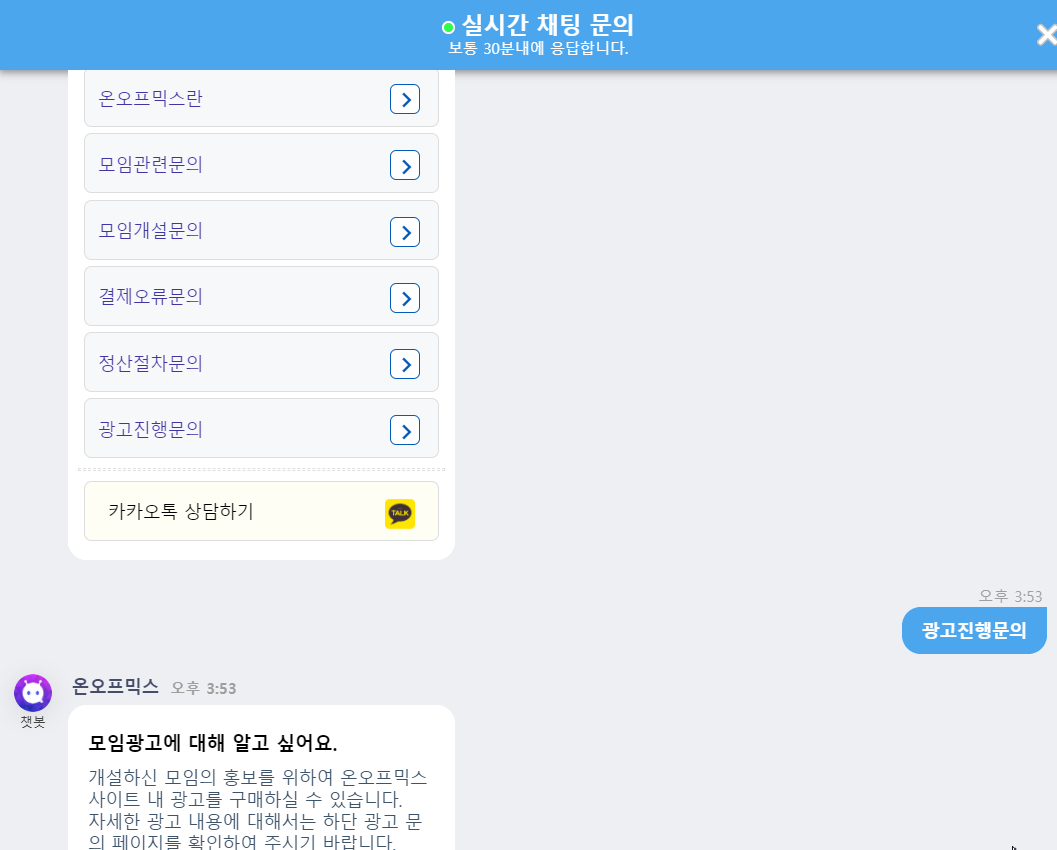 실시간 채팅 문의
보통 30분내에 응답합니다.
온오프믹스란
모임관련문의
모임개설문의
결제오류문의
정산절차문의
광고진행문의
카카오톡 상담하기
TALK
오후 3:53
광고진행문의
온오프믹스 오후 3:53
챗봇
모임광고에 대해 알고 싶어요.
개설하신 모임의 홍보를 위하여 온오프믹스
사이트 내 광고를 구매하실 수 있습니다.
자세한 광고 내용에 대해서는 하단 광고 문
의 페이지를 확인하여 주시기 바랍니다.